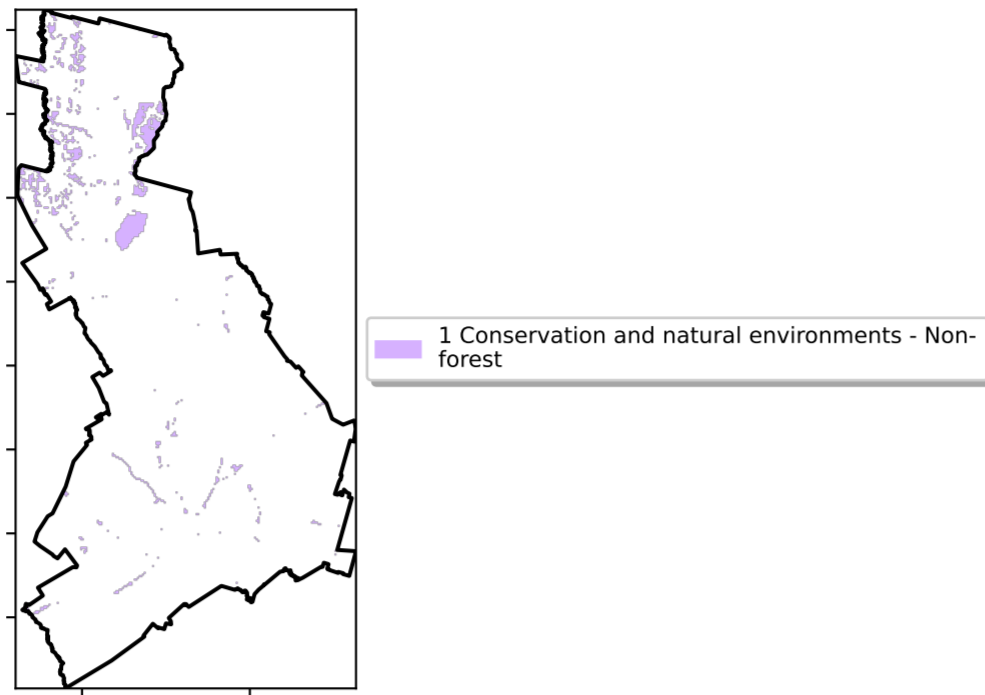 1 Conservation and natural environments - Non-
forest